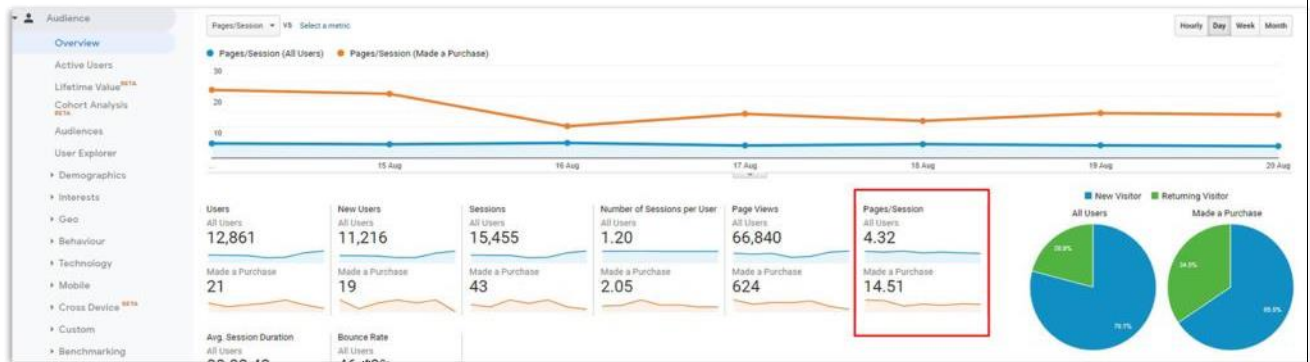 Audience
Overview
Active Users
Lifetime Value BETA
Cohort Analysis
BETA
Audiences
User Explorer
Demographics
Interests
Geo
Behaviour
Technology
Mobile
Cross Device BETA
Custom
Benchmarking
Pages/Session VS Select a metric
Hourly Day Week Month
Pages/Session (All Users) Pages/Session (Made a Purchase)
30
20
10
... 15 Aug 16 Aug 17 Aug 18 Aug 19 Aug 20 Aug
Users
All Users
12,861
Made a Purchase
21
New Users
All Users
11,216
Made a Purchase
19
Sessions
All Users
15,455
Made a Purchase
43
Number of Sessions per User
All Users
1.20
Made a Purchase
2.05
Page Views
All Users
66,840
Made a Purchase
624
Pages/Session
All Users
4.32
Made a Purchase
14.51
New Visitor Returning Visitor
All Users
79.1%
Made a Purchase
34.5%
65.5%
Avg. Session Duration
All Users
Bounce Rate
All Users